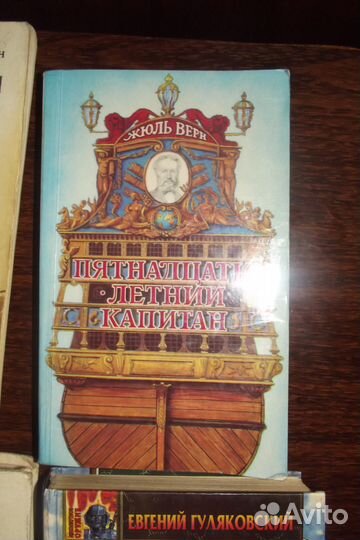 ЖЮЛЬ ВЕРН
ПЯТНАДЦАТИ
ЛЕТНИЙ
КАПИТАН
ЕВГЕНИЙ ГУЛЯКОВСКИЙ
Avito